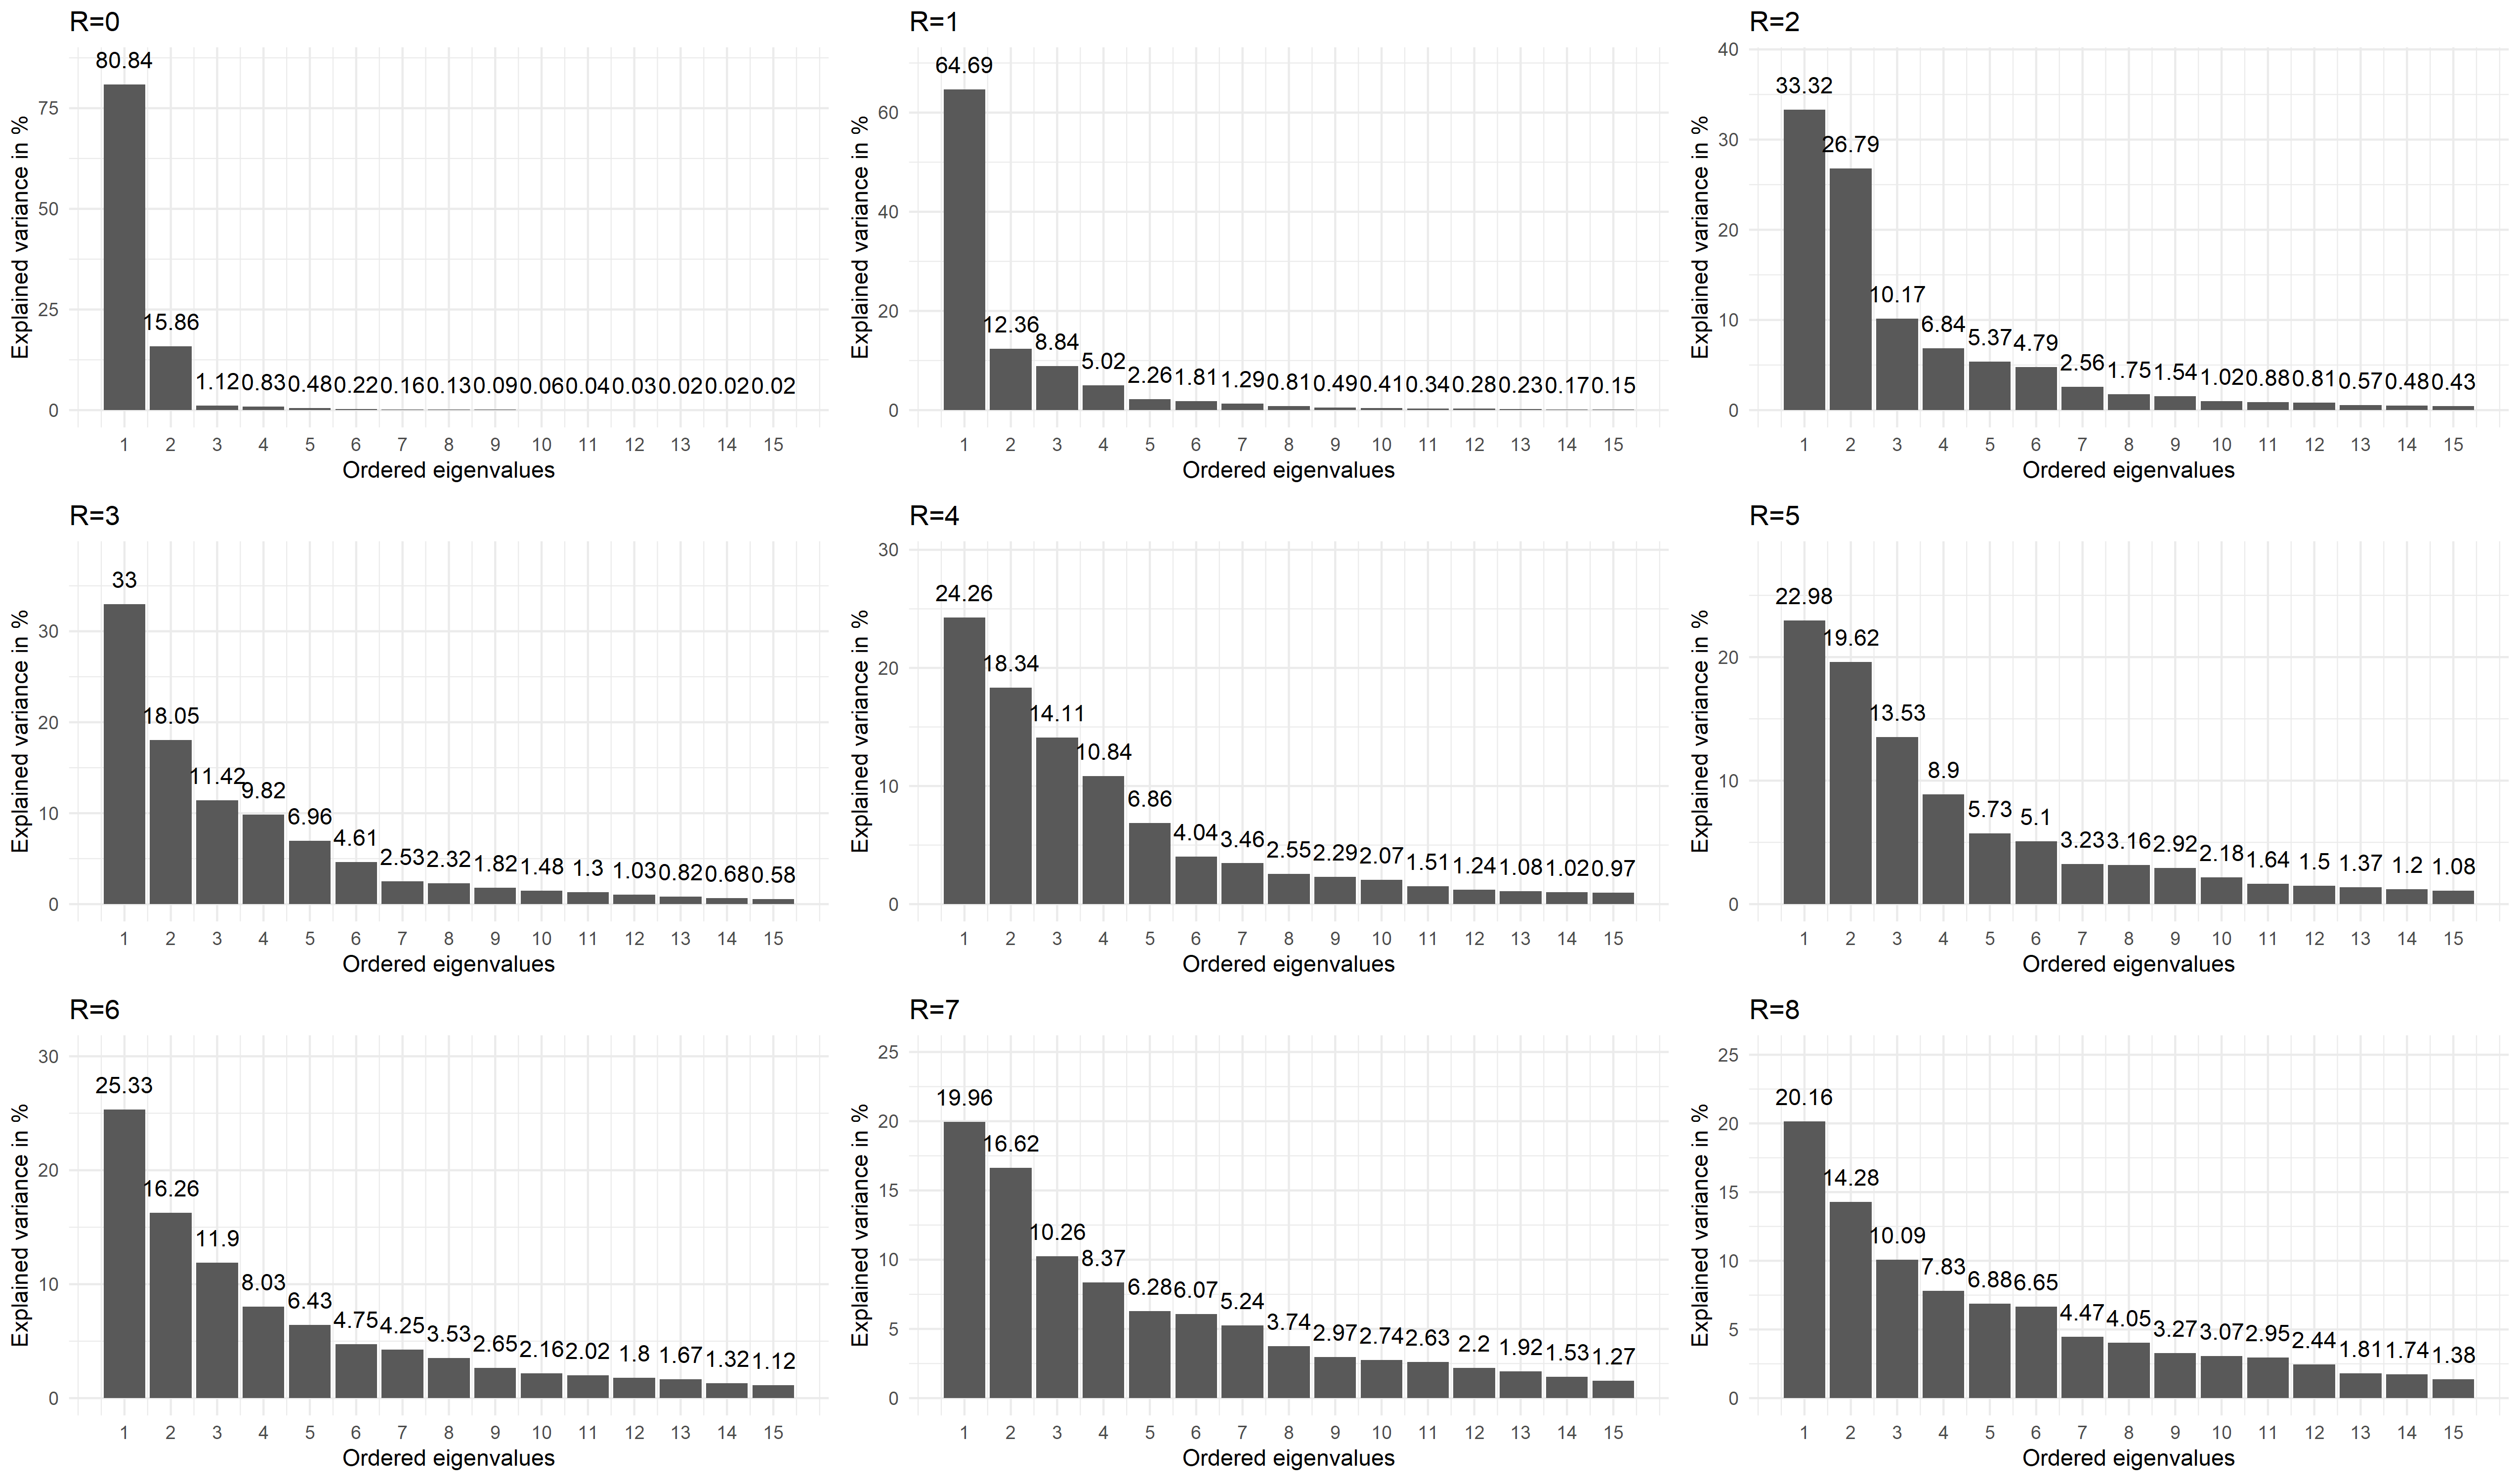 R=0
Explained variance in %
75
50
25
0
80.84 15.86 1.12 0.83 0.48 0.22 0.16 0.13 0.09 0.06 0.04 0.03 0.02 0.02 0.02
1 2 3 4 5 6 7 8 9 10 11 12 13 14 15
Ordered eigenvalues
R=1
Explained variance in %
60
40
20
0
64.69 12.36 8.84 5.02 2.26 1.81 1.29 0.81 0.49 0.41 0.34 0.28 0.23 0.17 0.15
1 2 3 4 5 6 7 8 9 10 11 12 13 14 15
Ordered eigenvalues
R=2
Explained variance in %
40
30
20
10
0
33.32 26.79 10.17 6.84 5.37 4.79 2.56 1.75 1.54 1.02 0.88 0.81 0.57 0.48 0.43
1 2 3 4 5 6 7 8 9 10 11 12 13 14 15
Ordered eigenvalues
R=3
Explained variance in %
30
20
10
0
33 18.05 11.42 9.82 6.96 4.61 2.53 2.32 1.82 1.48 1.3 1.03 0.82 0.68 0.58
1 2 3 4 5 6 7 8 9 10 11 12 13 14 15
Ordered eigenvalues
R=4
Explained variance in %
30
20
10
0
24.26 18.34 14.11 10.84 6.86 4.04 3.46 2.55 2.29 2.07 1.51 1.24 1.08 1.02 0.97
1 2 3 4 5 6 7 8 9 10 11 12 13 14 15
Ordered eigenvalues
R=5
Explained variance in %
20
10
0
22.98 19.62 13.53 8.9 5.73 5.1 3.23 3.16 2.92 2.18 1.64 1.5 1.37 1.2 1.08
1 2 3 4 5 6 7 8 9 10 11 12 13 14 15
Ordered eigenvalues
R=6
Explained variance in %
30
20
10
0
25.33 16.26 11.9 8.03 6.43 4.75 4.25 3.53 2.65 2.16 2.02 1.8 1.67 1.32 1.12
1 2 3 4 5 6 7 8 9 10 11 12 13 14 15
Ordered eigenvalues
R=7
Explained variance in %
25
20
15
10
5
0
19.96 16.62 10.26 8.37 6.28 6.07 5.24 3.74 2.97 2.74 2.63 2.2 1.92 1.53 1.27
1 2 3 4 5 6 7 8 9 10 11 12 13 14 15
Ordered eigenvalues
R=8
Explained variance in %
25
20
15
10
5
0
20.16 14.28 10.09 7.83 6.88 6.65 4.47 4.05 3.27 3.07 2.95 2.44 1.81 1.74 1.38
1 2 3 4 5 6 7 8 9 10 11 12 13 14 15
Ordered eigenvalues